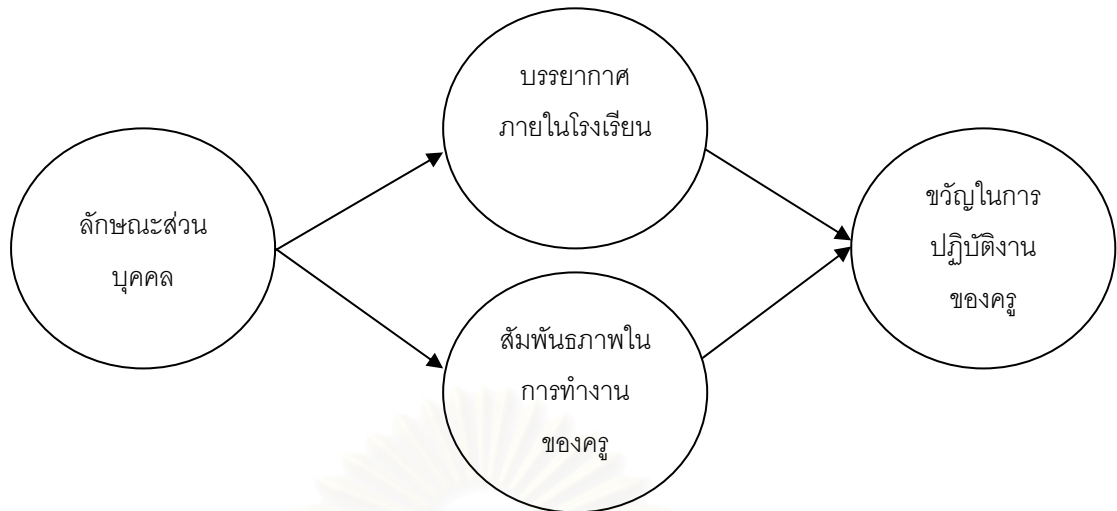 ลักษณะส่วน
บุคคล
บรรยากาศ
ภายในโรงเรียน
สัมพันธภาพใน
การทำงาน
ของครู
ขวัญในการ
ปฏิบัติงาน
ของครู